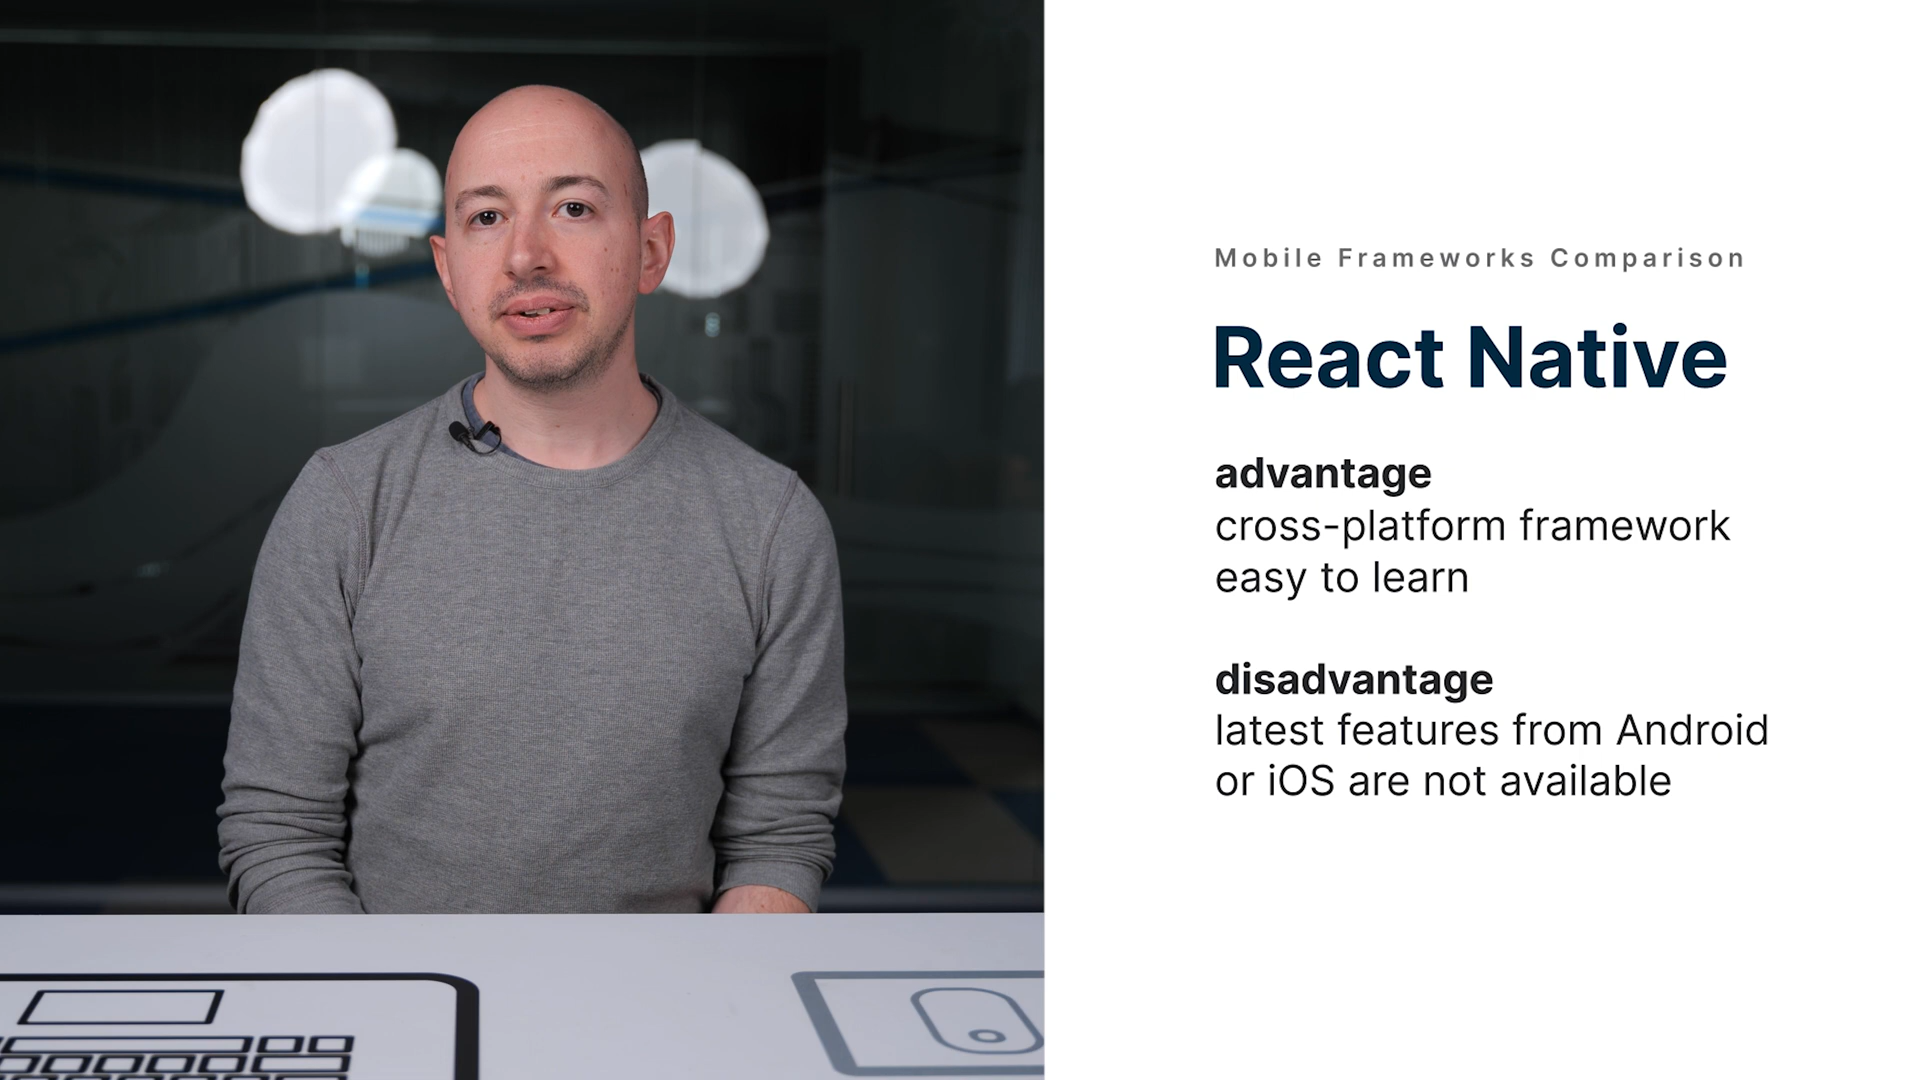 Mobile Frameworks Comparison
React Native
advantage
cross-platform framework
easy to learn
disadvantage
latest features from Android
or iOS are not available